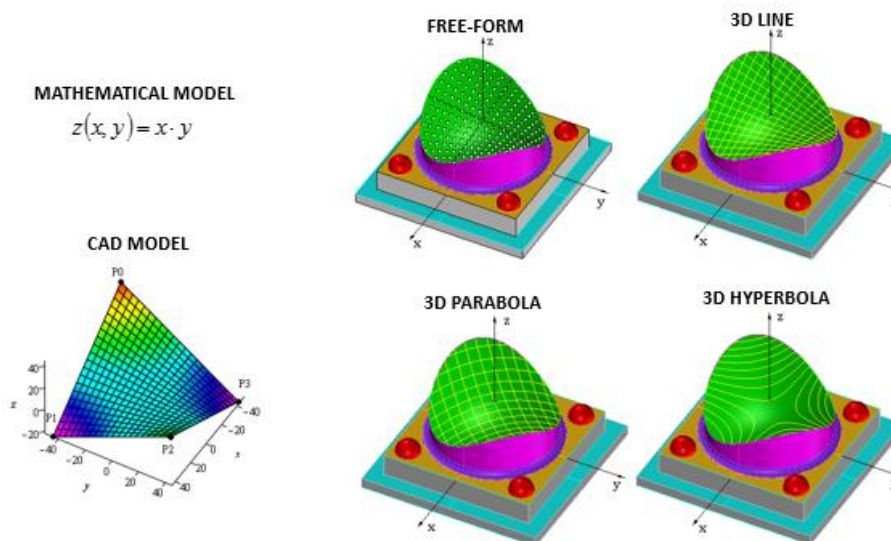 MATHEMATICAL MODEL
z(x, y) = x · y
CAD MODEL
P0
P1
P2
P3
40
20
0
-20
z
-40
-20
0
20
40
y
40
20
0
-20
-40
x
FREE-FORM
z
y
x
3D LINE
z
x
3D PARABOLA
z
y
x
3D HYPERBOLA
z
x